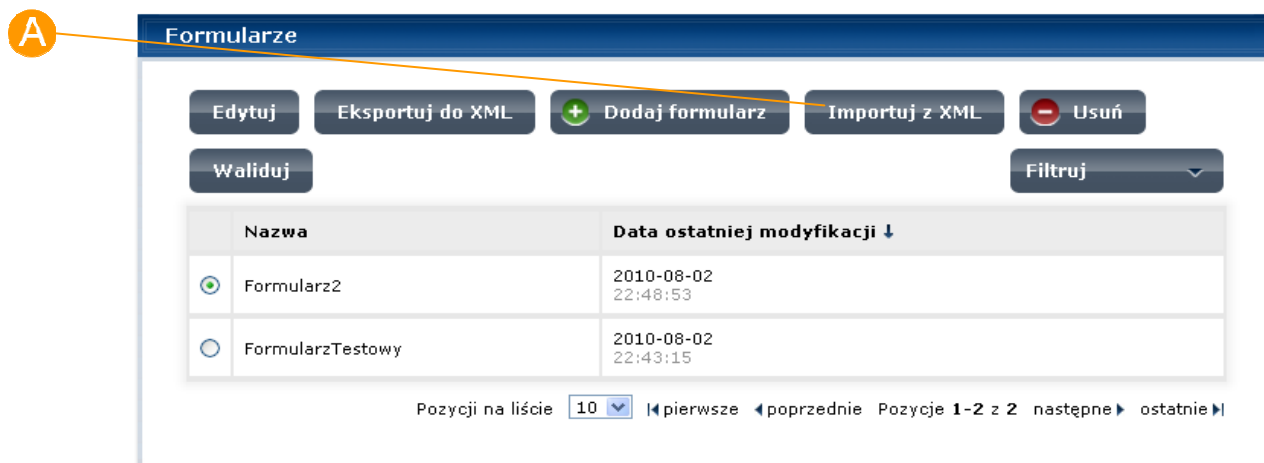 A
Formularze
Edytuj Eksportuj do XML Dodaj formularz Importuj z XML Usuń
Waliduj Filtruj
Nazwa Data ostatniej modyfikacji
Formularz2 2010-08-02
22:48:53
FormularzTestowy 2010-08-02
22:43:15
Pozycji na liście 10 pierwsze poprzednie Pozycje 1-2 z 2 następne ostatnie